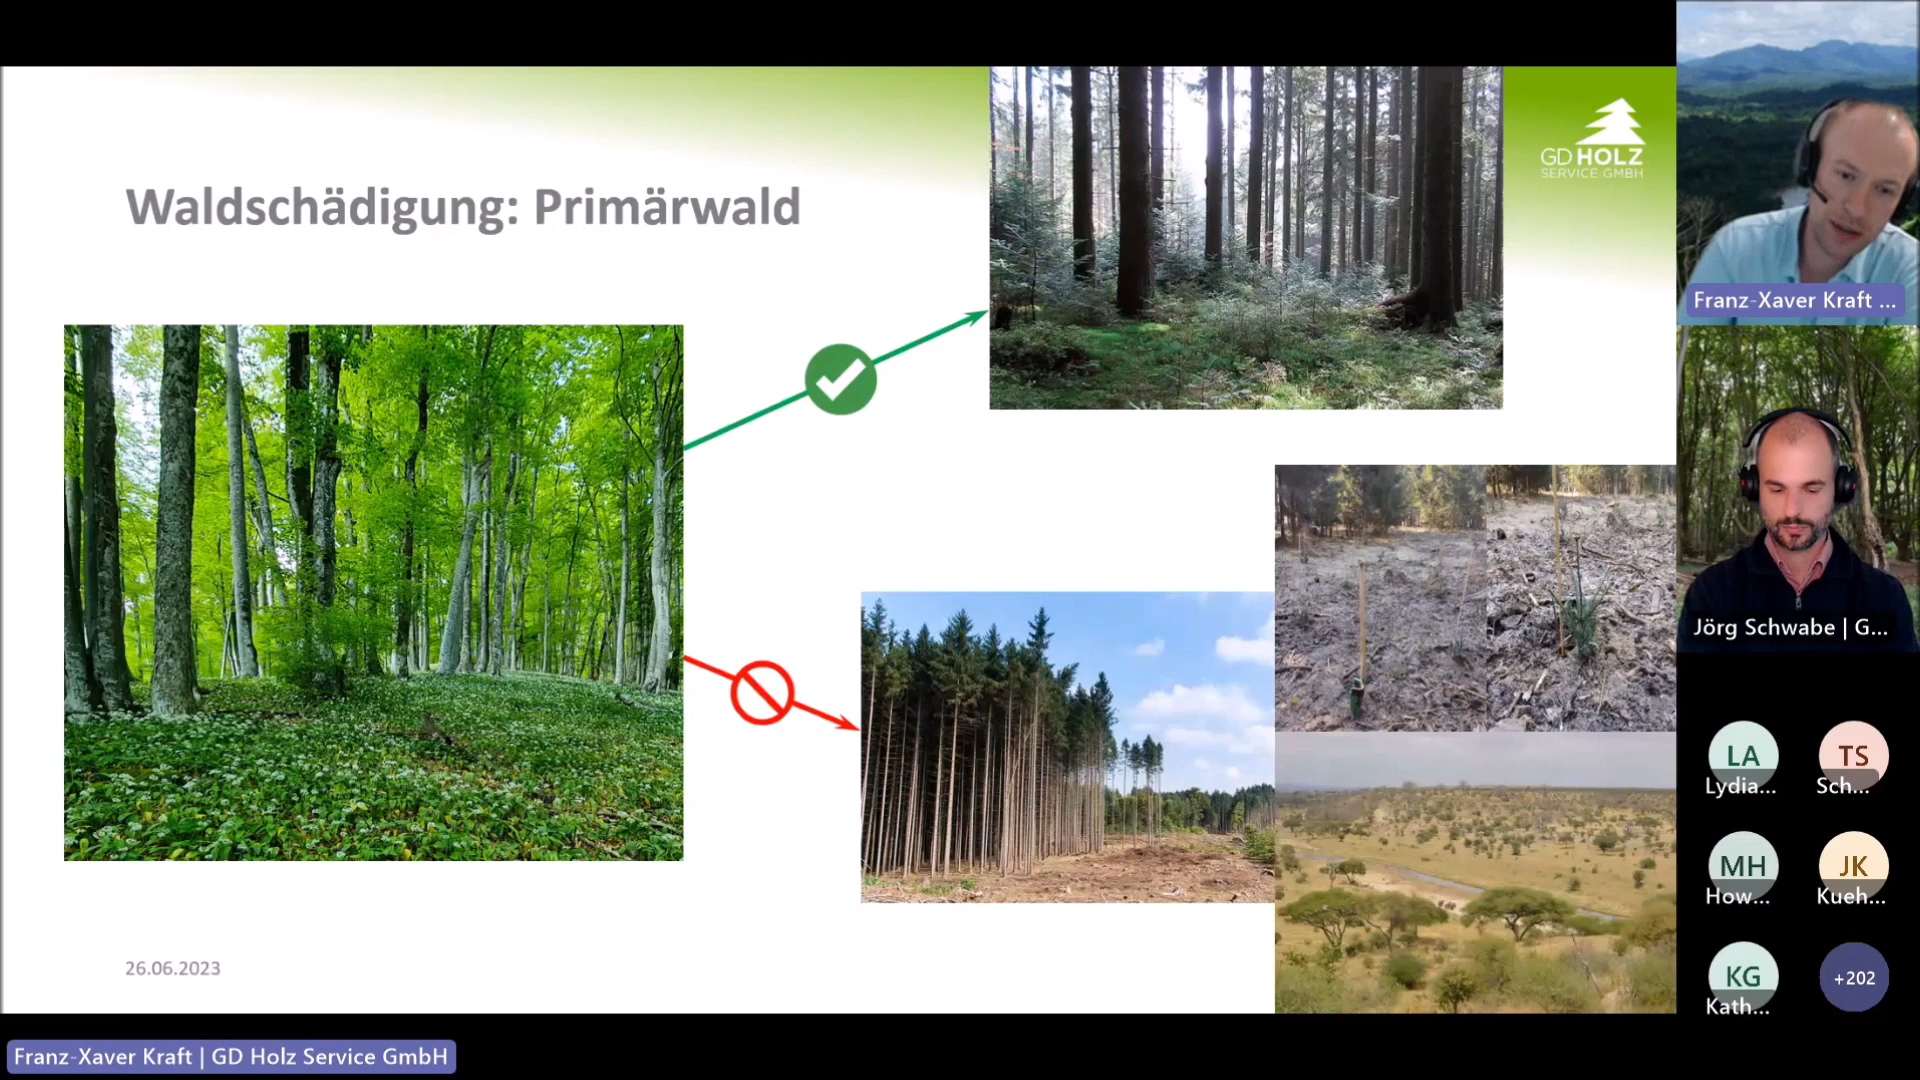 Waldschädigung: Primärwald
GD HOLZ
SERVICE GMBH
26.06.2023
Franz-Xaver Kraft ...
Jörg Schwabe | G...
LA
Lydia...
TS
Sch...
MH
How...
JK
Kueh...
KG
Kath...
+202
Franz-Xaver Kraft | GD Holz Service GmbH